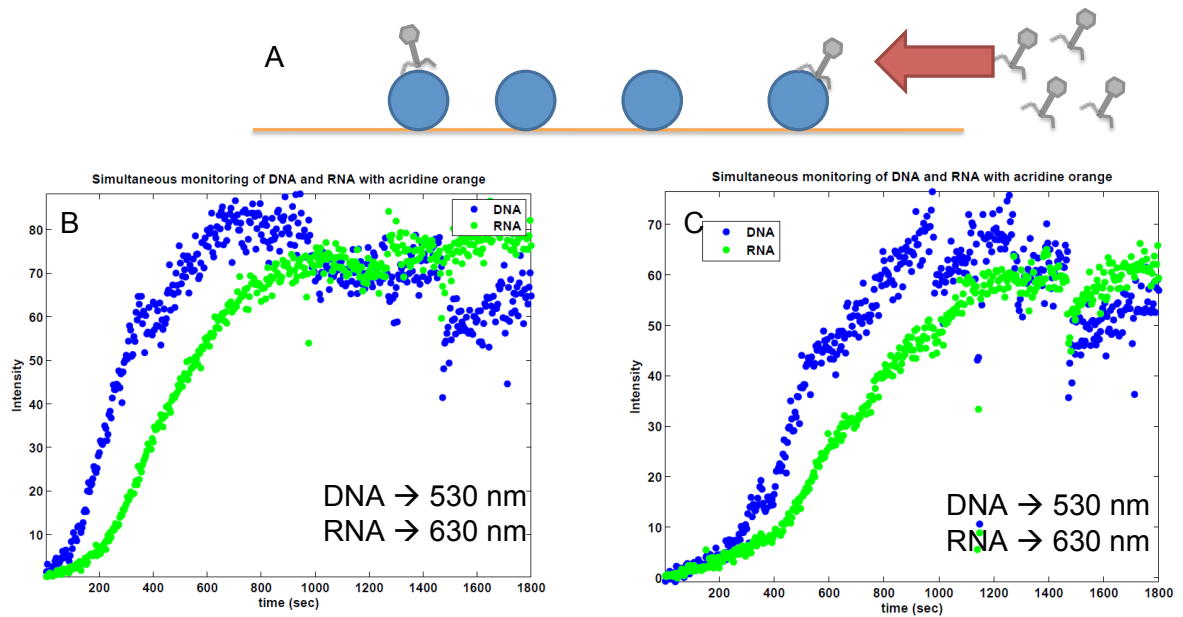 A
Simultaneous monitoring of DNA and RNA with acridine orange
B
DNA
RNA
80
70
60
50
40
30
20
10
Intensity
DNA → 530 nm
RNA → 630 nm
200 400 600 800 1000 1200 1400 1600 1800
time (sec)
Simultaneous monitoring of DNA and RNA with acridine orange
C
DNA
RNA
70
60
50
40
30
20
10
0
Intensity
DNA → 530 nm
RNA → 630 nm
200 400 600 800 1000 1200 1400 1600 1800
time (sec)